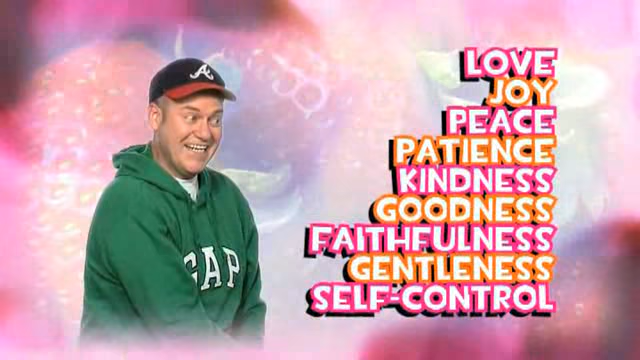 A
LOVE
JOY
PEACE
PATIENCE
KINDNESS
GOODNESS
GAP
FAITHFULNESS
GENTLENESS
SELF-CONTROL